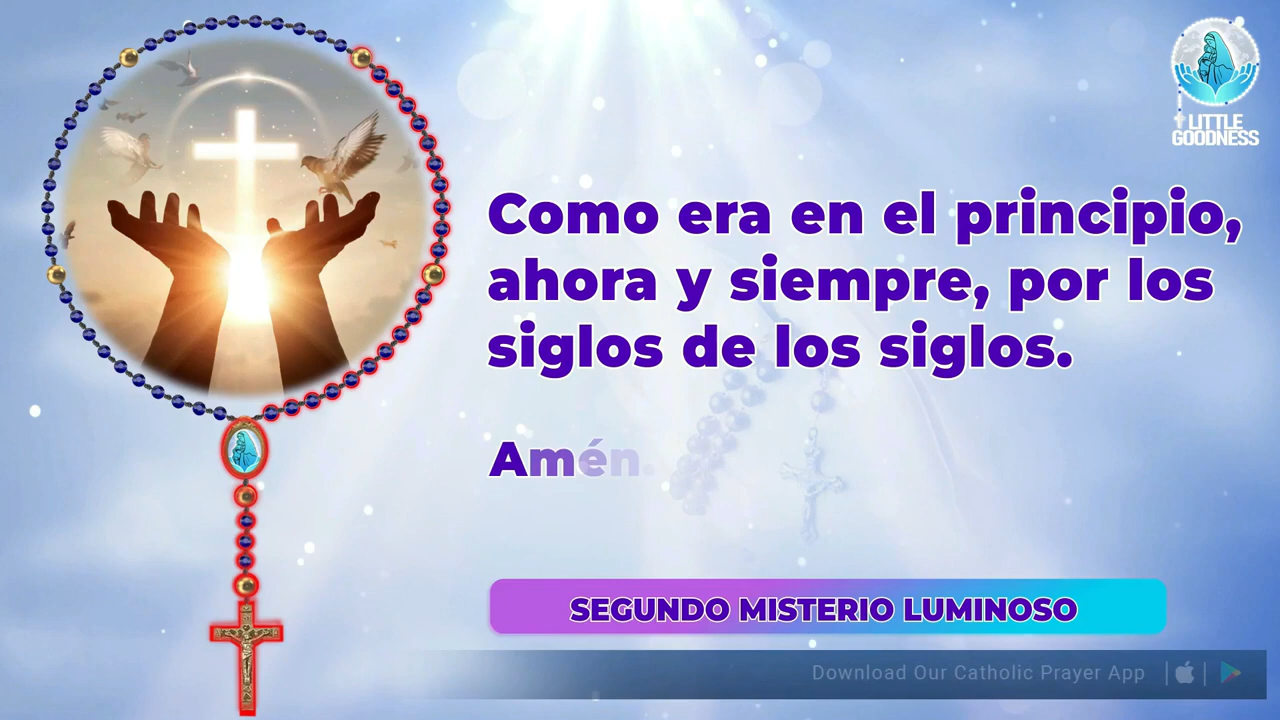 LITTLE
GOODNESS
Como era en el principio,
ahora y siempre, por los
siglos de los siglos.
Amén.
SEGUNDO MISTERIO LUMINOSO
Download Our Catholic Prayer App